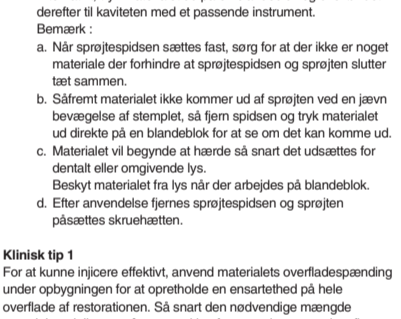 derefter til kaviteten med et passende instrument.
Bemærk :
a. Når sprøjtespidsen sættes fast, sørg for at der ikke er noget
materiale der forhindre at sprøjtespidsen og sprøjten slutter
tæt sammen.
b. Såfremt materialet ikke kommer ud af sprøjten ved en jævn
bevægelse af stemplet, så fjern spidsen og tryk materialet
ud direkte på en blandeblok for at se om det kan komme ud.
c. Materialet vil begynde at hærde så snart det udsættes for
dentalt eller omgivende lys.
Beskyt materialet fra lys når der arbejdes på blandeblok.
d. Efter anvendelse fjernes sprøjtespidsen og sprøjten
påsættes skruehætten.
Klinisk tip 1
For at kunne injicere effektivt, anvend materialets overfladespænding
under opbygningen for at opretholde en ensartethed på hele
overflade af restorationen. Så snart den nødvendige mængde